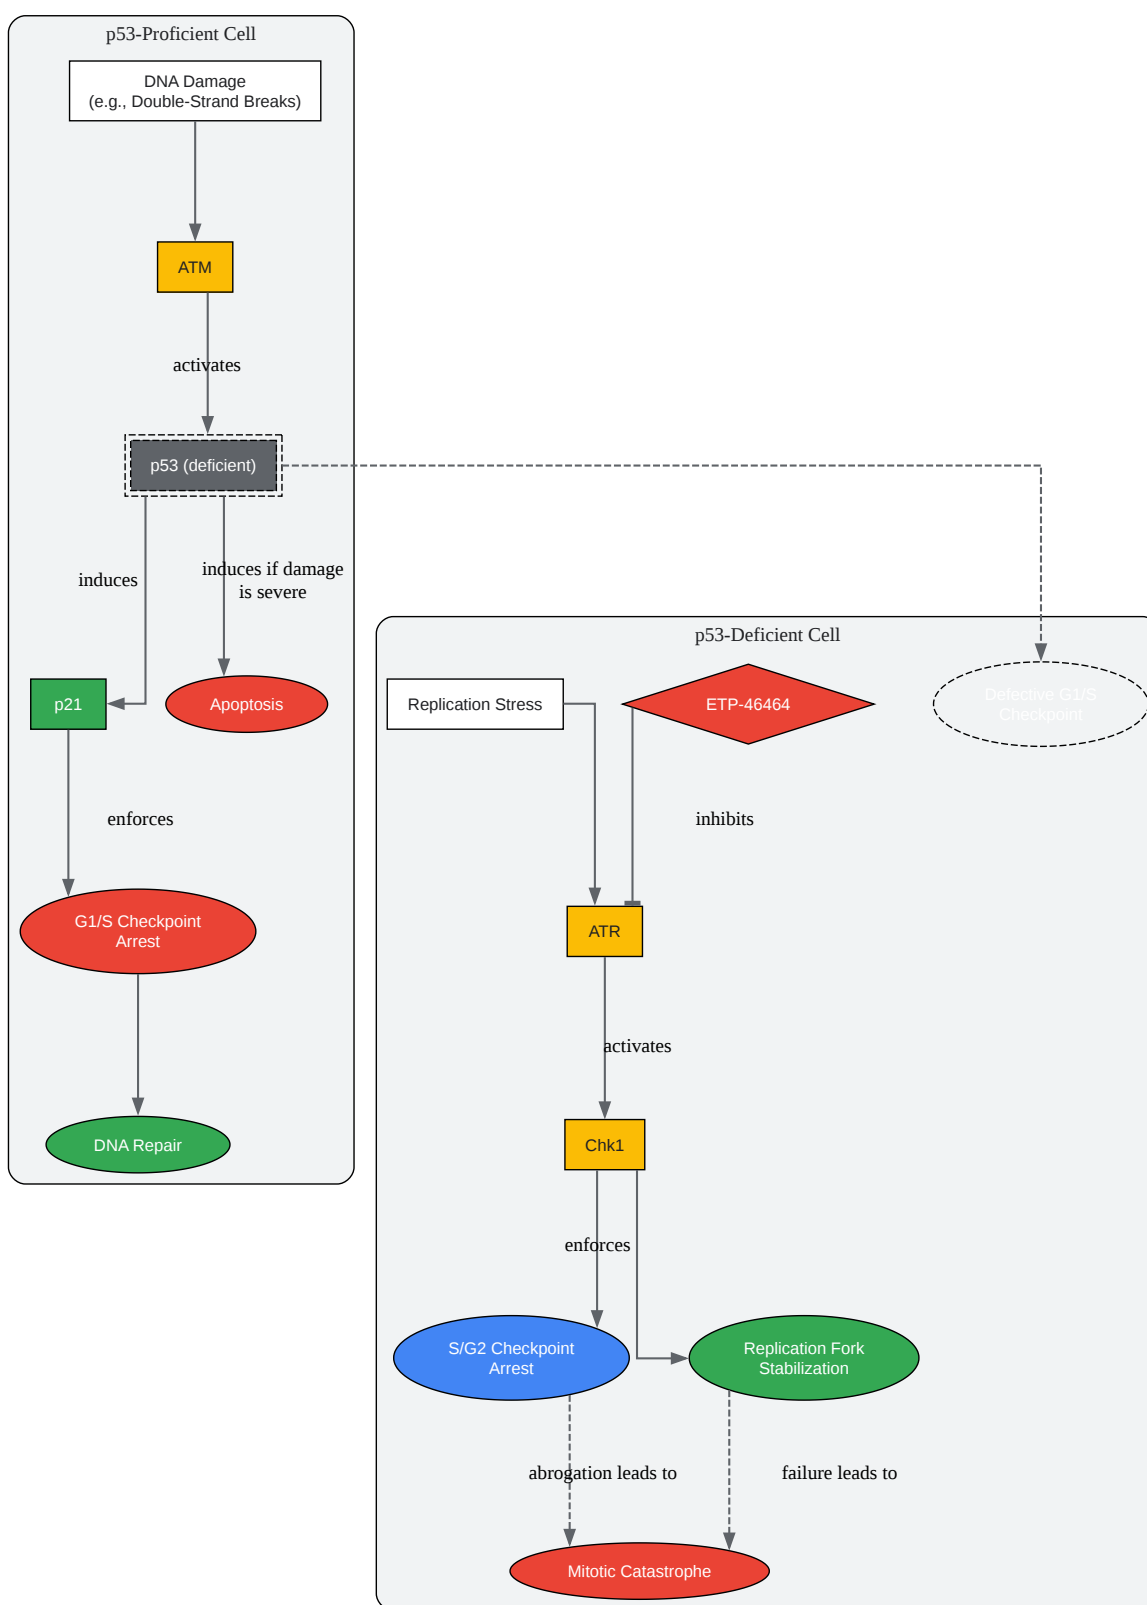 p53-Proficient Cell
DNA Damage
(e.g., Double-Strand Breaks)
ATM
activates
p53 (deficient)
induces
induces if damage
is severe
p21
Apoptosis
enforces
G1/S Checkpoint
Arrest
DNA Repair
p53-Deficient Cell
Replication Stress
ETP-46464
Defective G1/S
Checkpoint
inhibits
ATR
activates
Chk1
enforces
S/G2 Checkpoint
Arrest
Replication Fork
Stabilization
abrogation leads to
failure leads to
Mitotic Catastrophe